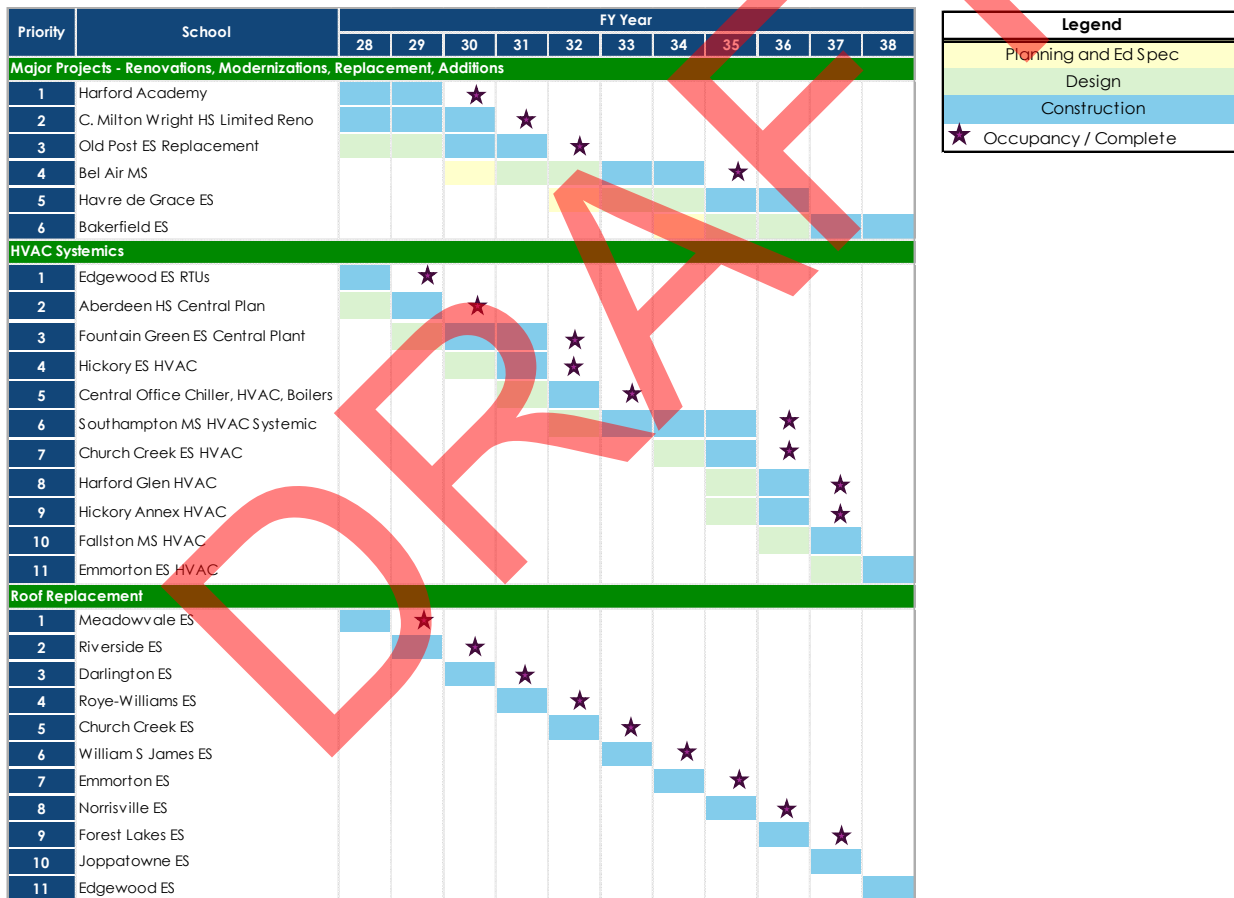 Priority School FY Year
28 29 30 31 32 33 34 35 36 37 38
Major Projects - Renovations, Modernizations, Replacement, Additions
1 Harford Academy
2 C. Milton Wright HS Limited Reno
3 Old Post ES Replacement
4 Bel Air MS
5 Havre de Grace ES
6 Bakerfield ES
HVAC Systemics
1 Edgewood ES RTUs
2 Aberdeen HS Central Plan
3 Fountain Green ES Central Plant
4 Hickory ES HVAC
5 Central Office Chiller, HVAC, Boilers
6 Southampton MS HVAC Systemic
7 Church Creek ES HVAC
8 Harford Glen HVAC
9 Hickory Annex HVAC
10 Fallston MS HVAC
11 Emmorton ES HVAC
Roof Replacement
1 Meadowvale ES
2 Riverside ES
3 Darlington ES
4 Roye-Williams ES
5 Church Creek ES
6 William S James ES
7 Emmorton ES
8 Norrisville ES
9 Forest Lakes ES
10 Joppatowne ES
11 Edgewood ES
Legend
Planning and Ed Spec
Design
Construction
Occupancy / Complete
DRAFT